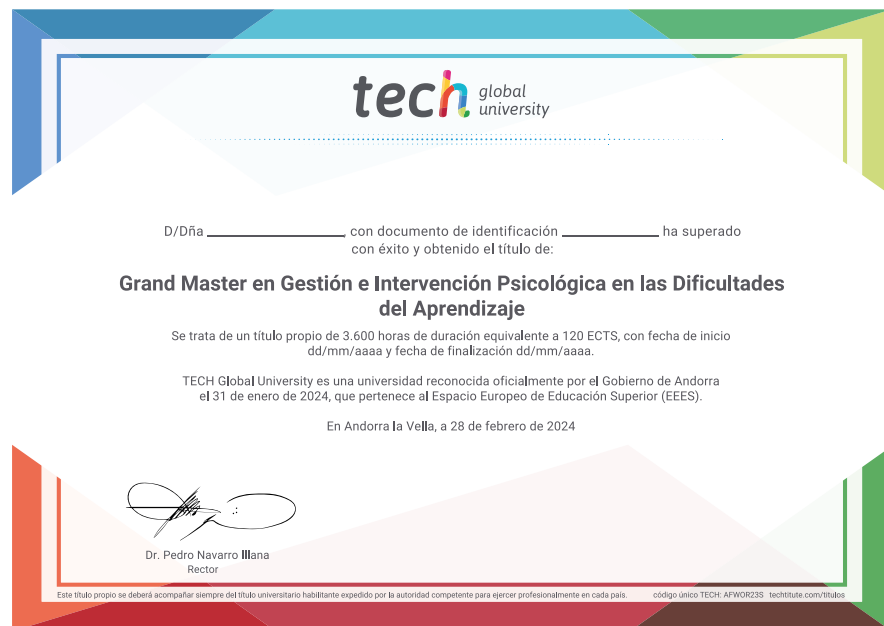 tech global
university
D/Dña ____________________, con documento de identificación ______________ ha superado
con éxito y obtenido el título de:
Grand Master en Gestión e Intervención Psicológica en las Dificultades
del Aprendizaje
Se trata de un título propio de 3.600 horas de duración equivalente a 120 ECTS, con fecha de inicio
dd/mm/aaaa y fecha de finalización dd/mm/aaaa.
TECH Global University es una universidad reconocida oficialmente por el Gobierno de Andorra
el 31 de enero de 2024, que pertenece al Espacio Europeo de Educación Superior (EEES).
En Andorra la Vella, a 28 de febrero de 2024
Dr. Pedro Navarro Illana
Rector
Este título propio se deberá acompañar siempre del título universitario habilitante expedido por la autoridad competente para ejercer profesionalmente en cada país. código único TECH: AFWOR23S techtitute.com/titulos